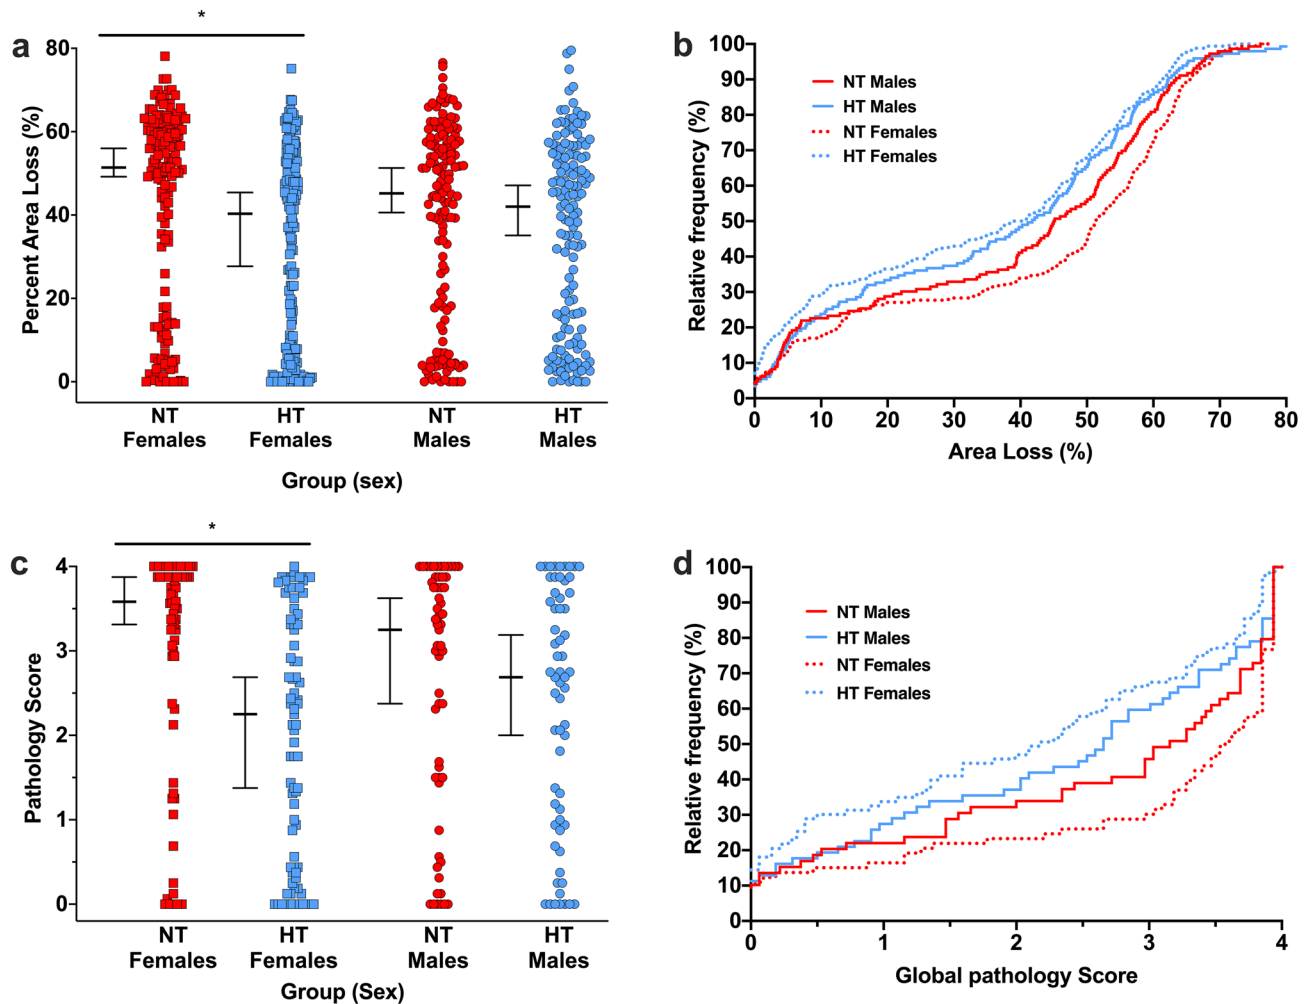 a
*
Percent Area Loss (%)
80
60
40
20
0
NT
Females
HT
Females
NT
Males
HT
Males
Group (sex)
b
Relative frequency (%)
100
90
80
70
60
50
40
30
20
10
0
NT Males
HT Males
NT Females
HT Females
0 10 20 30 40 50 60 70 80
Area Loss (%)
c
*
Pathology Score
4
3
2
1
0
NT
Females
HT
Females
NT
Males
HT
Males
Group (Sex)
d
Relative frequency (%)
100
90
80
70
60
50
40
30
20
10
0
NT Males
HT Males
NT Females
HT Females
0 1 2 3 4
Global pathology Score